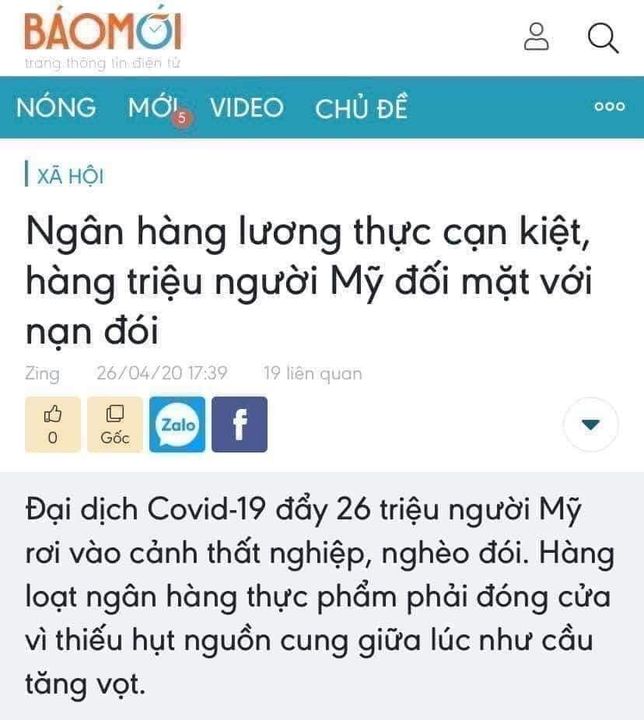 BÁOMỚI
trang thông tin điện tử
NÓNG MỚI 5 VIDEO CHỦ ĐỀ
XÃ HỘI
Ngân hàng lương thực cạn kiệt,
hàng triệu người Mỹ đối mặt với
nạn đói
Zing 26/04/20 17:39 19 liên quan
0 Gốc Zalo f
Đại dịch Covid-19 đẩy 26 triệu người Mỹ
rơi vào cảnh thất nghiệp, nghèo đói. Hàng
loạt ngân hàng thực phẩm phải đóng cửa
vì thiếu hụt nguồn cung giữa lúc như cầu
tăng vọt.